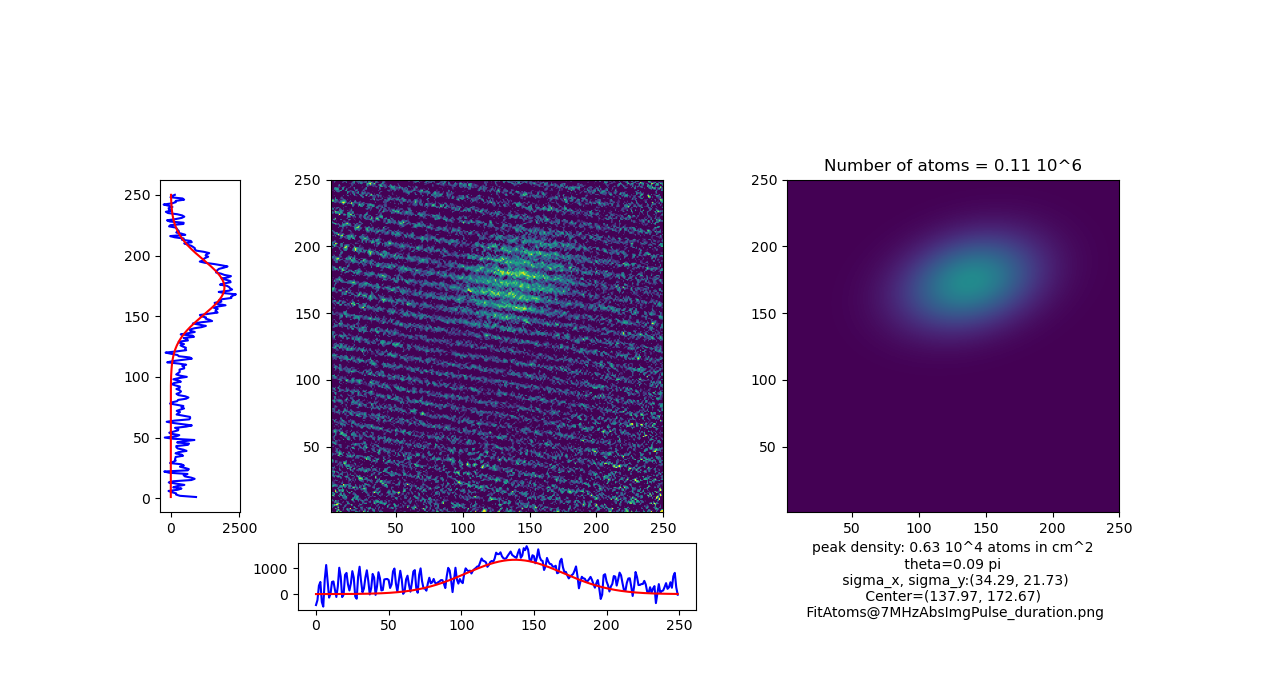 Number of atoms = 0.11 10^6
250
200
150
100
50
0
0 2500
250
200
150
100
50
50 100 150 200 250
1000
0
0 50 100 150 200 250
250
200
150
100
50
50 100 150 200 250
peak density: 0.63 10^4 atoms in cm^2
theta=0.09 pi
sigma_x, sigma_y:(34.29, 21.73)
Center=(137.97, 172.67)
FitAtoms@7MHzAbsImgPulse_duration.png